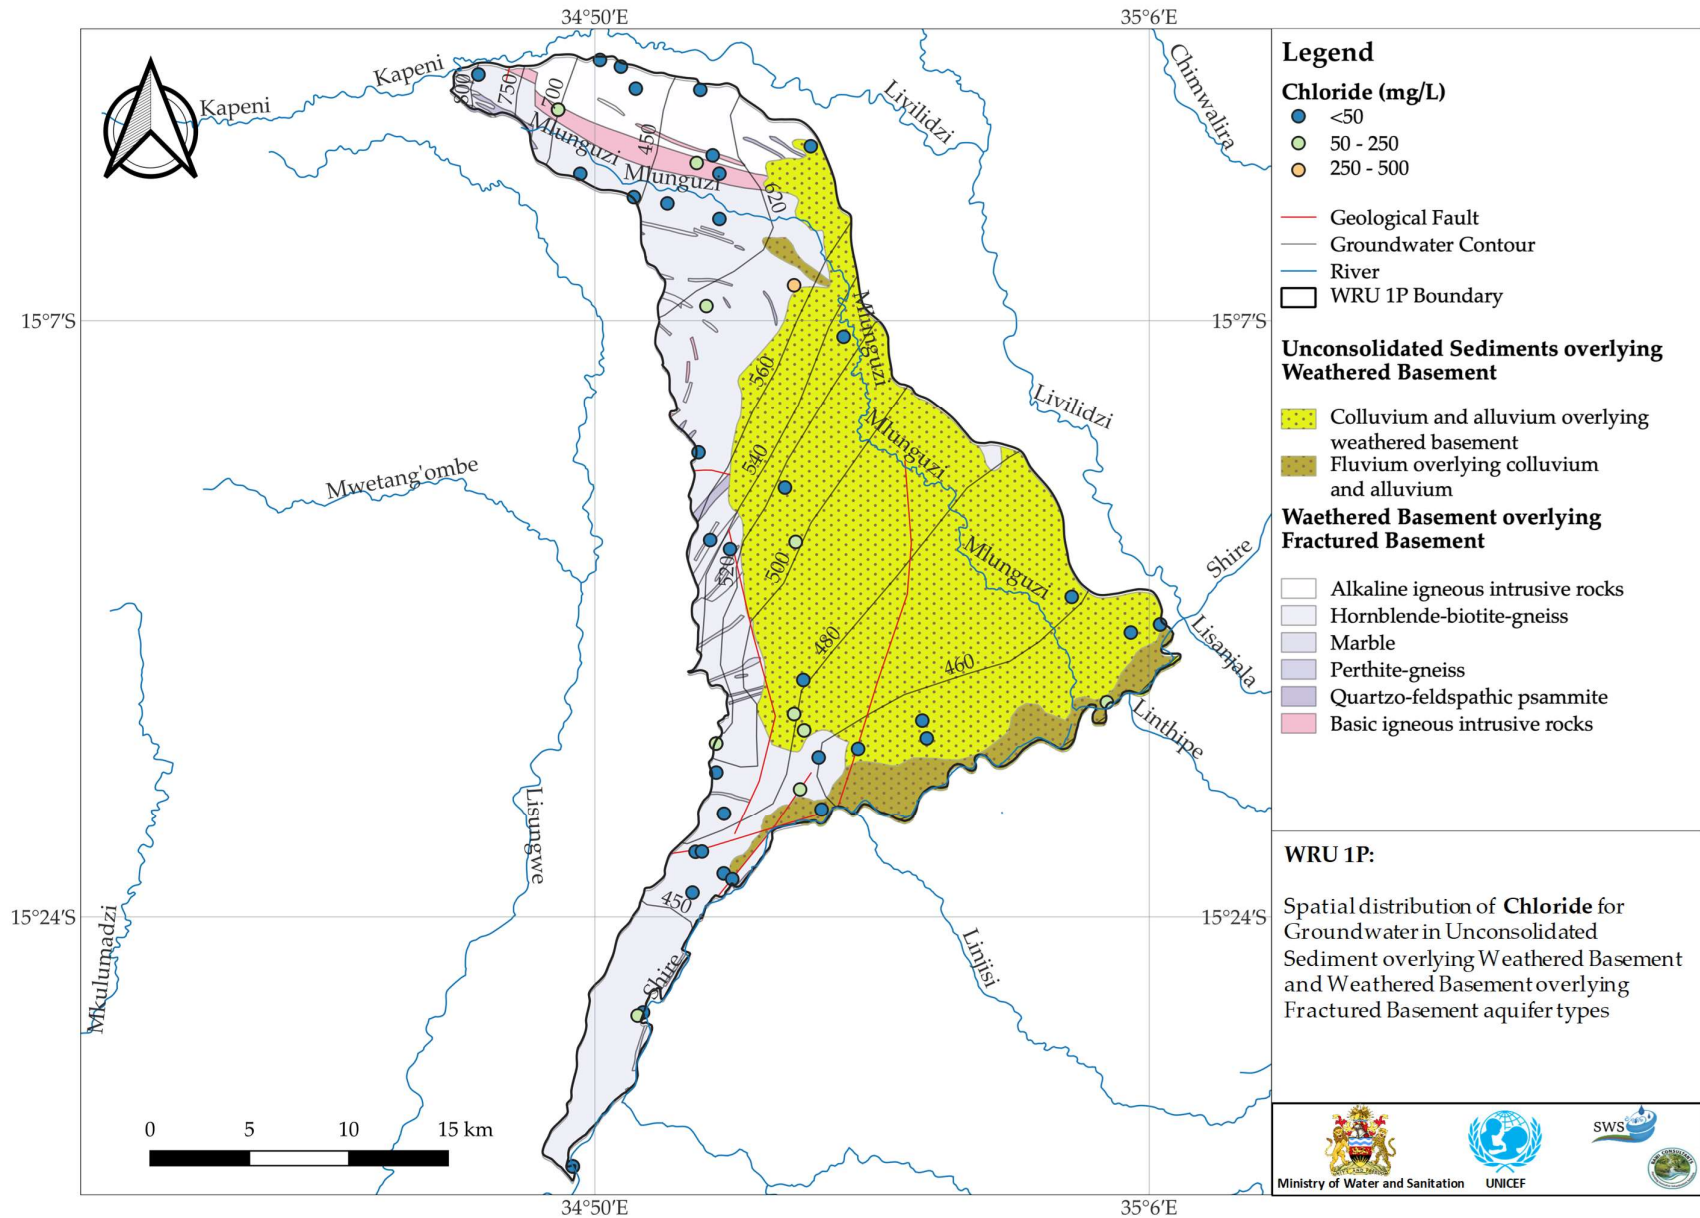 34°50'E
35°6'E
Kapeni
Kapeni
800
750
700
Mlunguzi
450
Mlunguzi
620
Livilidzi
Chimwalira
15°7'S
15°7'S
Mlunguzi
560
Livilidzi
Mlunguzi
540
Mwetang'ombe
520
500
Mlunguzi
Shire
480
460
Lisanjala
Linthipe
Lisungwe
450
15°24'S
15°24'S
Mkulumadzi
Shire
Linjisi
0 5 10 15 km
34°50'E
35°6'E
Legend
Chloride (mg/L)
<50
50 - 250
250 - 500
Geological Fault
Groundwater Contour
River
WRU 1P Boundary
Unconsolidated Sediments overlying
Weathered Basement
Colluvium and alluvium overlying
weathered basement
Fluvium overlying colluvium
and alluvium
Waethered Basement overlying
Fractured Basement
Alkaline igneous intrusive rocks
Hornblende-biotite-gneiss
Marble
Perthite-gneiss
Quartzo-feldspathic psammite
Basic igneous intrusive rocks
WRU 1P:
Spatial distribution of Chloride for
Groundwater in Unconsolidated
Sediment overlying Weathered Basement
and Weathered Basement overlying
Fractured Basement aquifer types
Ministry of Water and Sanitation
UNICEF
SWS